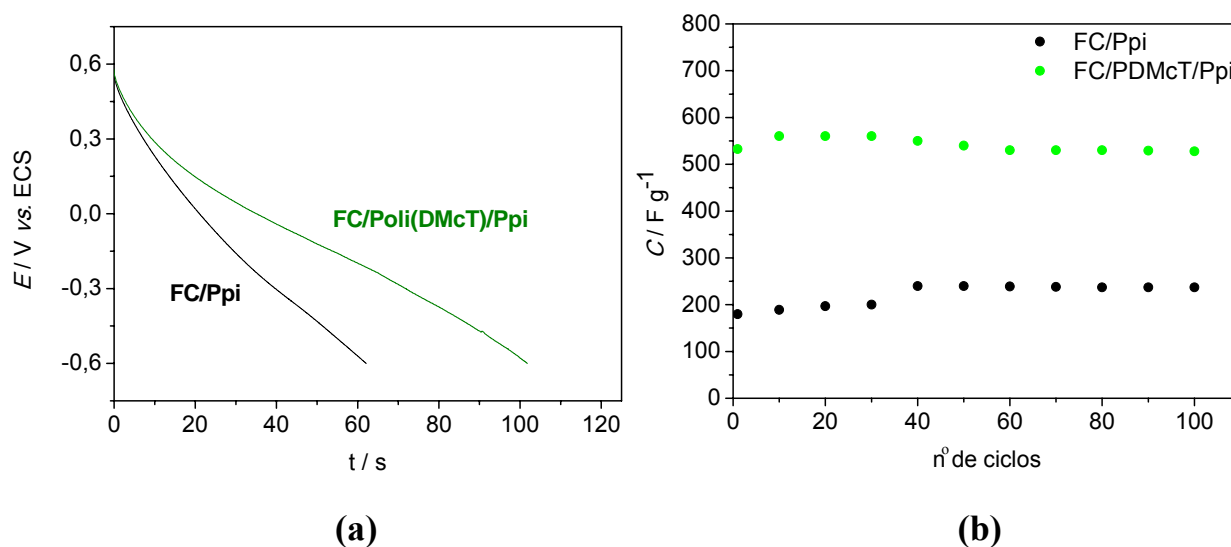 0,6
0,3
0,0
-0,3
-0,6
E / V vs. ECS
FC/Poli(DMcT)/Ppi
FC/Ppi
0 20 40 60 80 100 120
t / s
(a)
800
700
600
500
400
300
200
100
0
C / F g-1
FC/Ppi
FC/PDMcT/Ppi
0 20 40 60 80 100
nº de ciclos
(b)